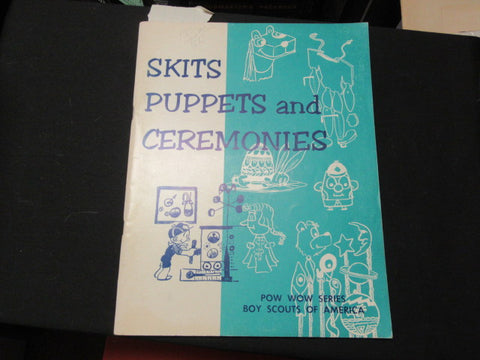 SKITS
PUPPETS and
CEREMONIES
POW WOW SERIES
BOY SCOUTS OF AMERICA